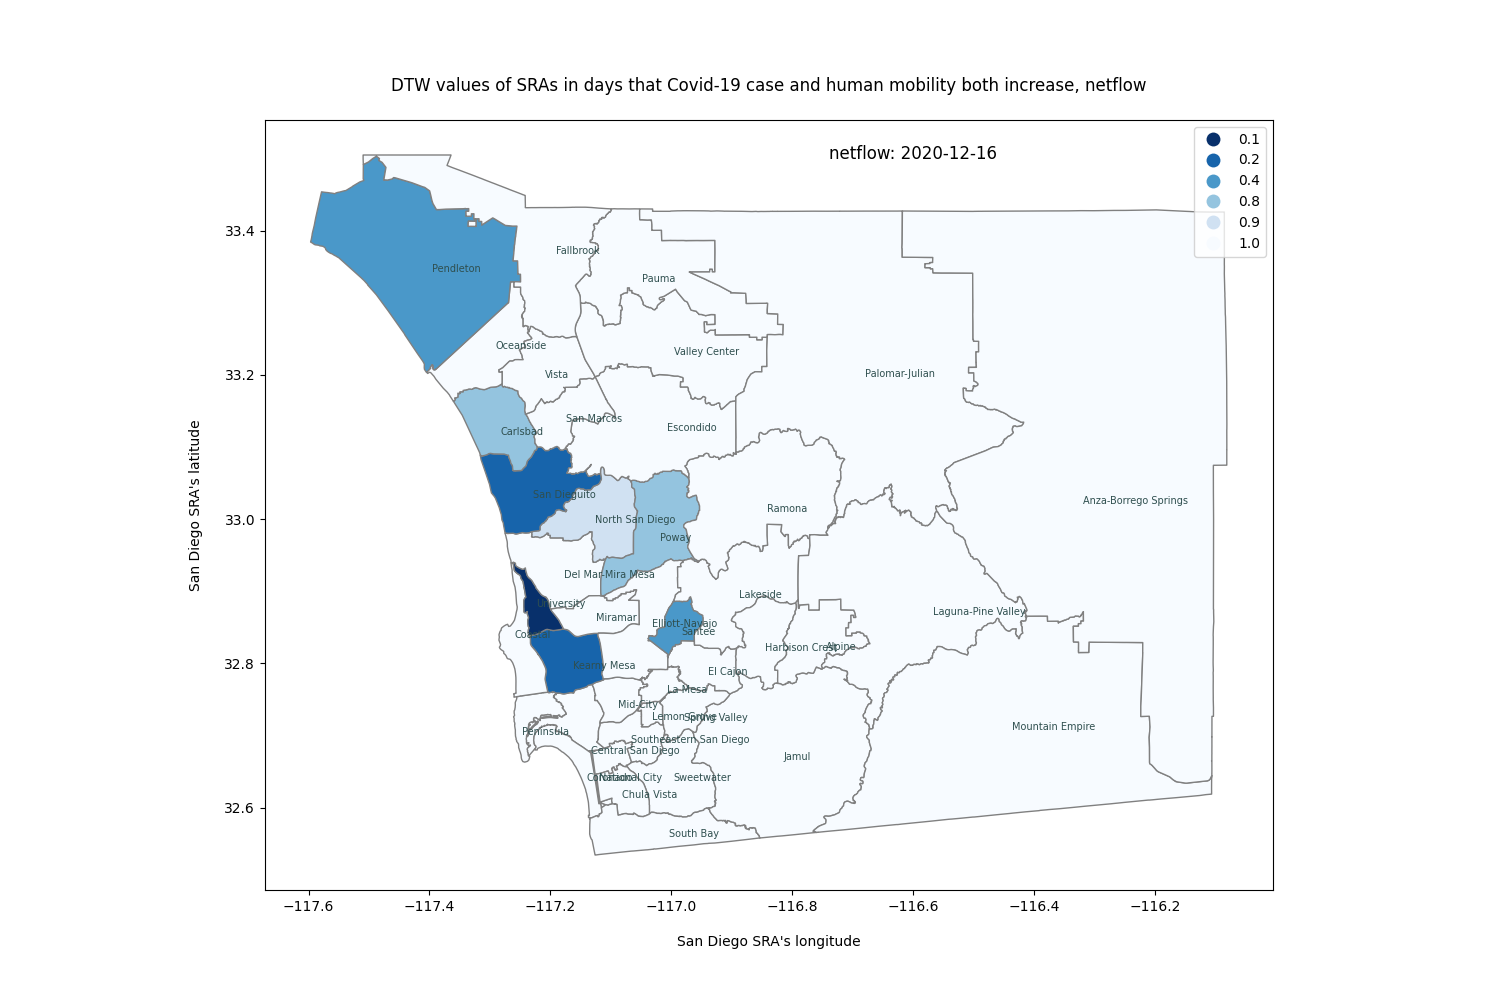 DTW values of SRAs in days that Covid-19 case and human mobility both increase, netflow
netflow: 2020-12-16
0.1
0.2
0.4
0.8
0.9
1.0
33.4
33.2
33.0
32.8
32.6
San Diego SRA's latitude
Fallbrook
Pendleton
Pauma
Oceanside
Valley Center
Vista
Palomar-Julian
San Marcos
Carlsbad
Escondido
San Dieguito
Anza-Borrego Springs
Ramona
North San Diego
Poway
Del Mar-Mira Mesa
Lakeside
University
Laguna-Pine Valley
Miramar
Elliott-Navajo
Santee
Coastal
Harbison Crest
Alpine
Kearny Mesa
El Cajon
La Mesa
Mid-City
Lemon Grove
Spring Valley
Mountain Empire
Peninsula
Southeastern San Diego
Central San Diego
Jamul
Coronado
National City
Sweetwater
Chula Vista
South Bay
−117.6
−117.4
−117.2
−117.0
−116.8
−116.6
−116.4
−116.2
San Diego SRA's longitude